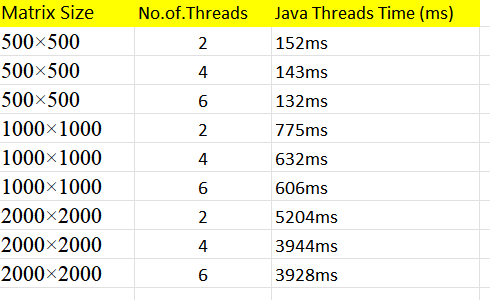 Matrix Size No.of.Threads Java Threads Time (ms)
500×500 2 152ms
500×500 4 143ms
500×500 6 132ms
1000×1000 2 775ms
1000×1000 4 632ms
1000×1000 6 606ms
2000×2000 2 5204ms
2000×2000 4 3944ms
2000×2000 6 3928ms